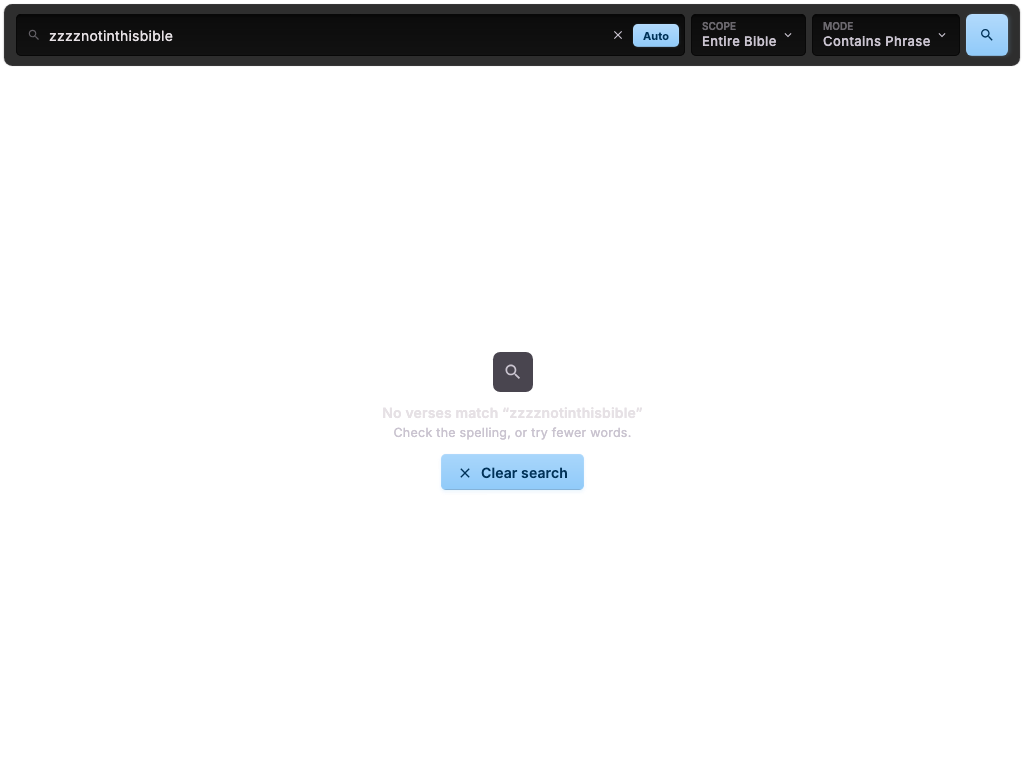 zzzznotinthisbible
Auto
SCOPE
Entire Bible
MODE
Contains Phrase
No verses match “zzzznotinthisbible”
Check the spelling, or try fewer words.
Clear search